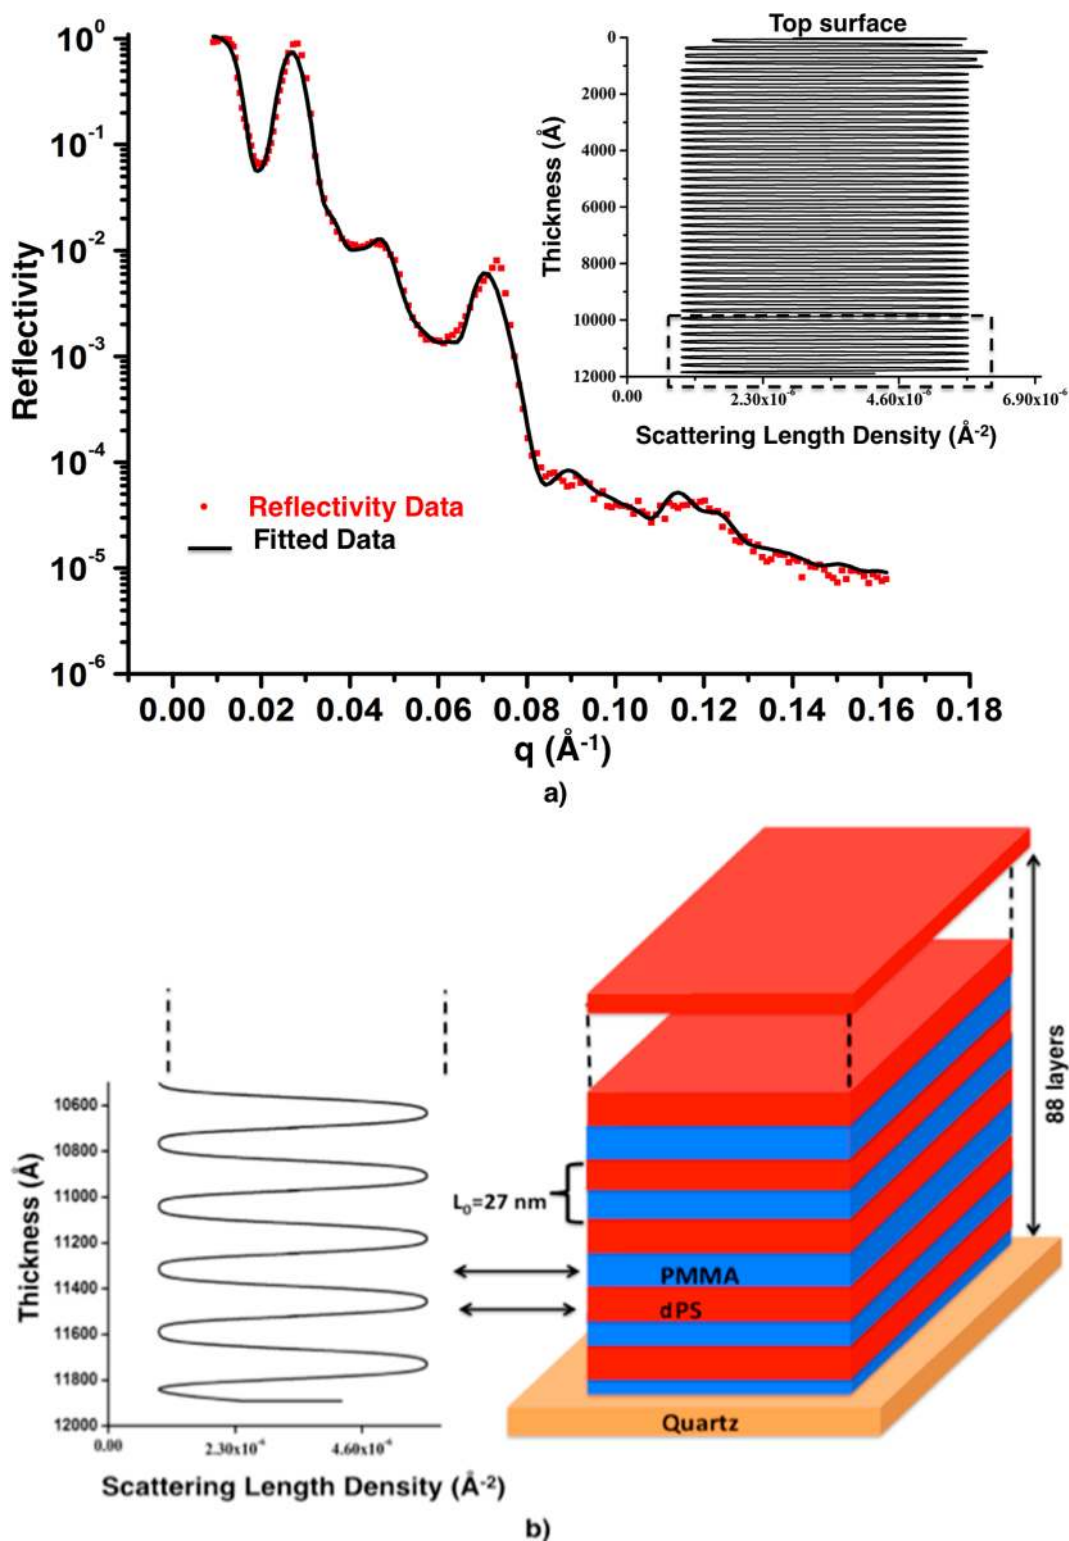 Reflectivity
10⁰
10⁻¹
10⁻²
10⁻³
10⁻⁴
10⁻⁵
10⁻⁶
0.00 0.02 0.04 0.06 0.08 0.10 0.12 0.14 0.16 0.18
q (Å⁻¹)
Reflectivity Data
Fitted Data
Top surface
Thickness (Å)
0
2000
4000
6000
8000
10000
12000
0.00 2.30x10⁻⁶ 4.60x10⁻⁶ 6.90x10⁻⁶
Scattering Length Density (Å⁻²)
a)
Thickness (Å)
10600
10800
11000
11200
11400
11600
11800
12000
0.00 2.30x10⁻⁶ 4.60x10⁻⁶
Scattering Length Density (Å⁻²)
L₀=27 nm
PMMA
dPS
Quartz
88 layers
b)